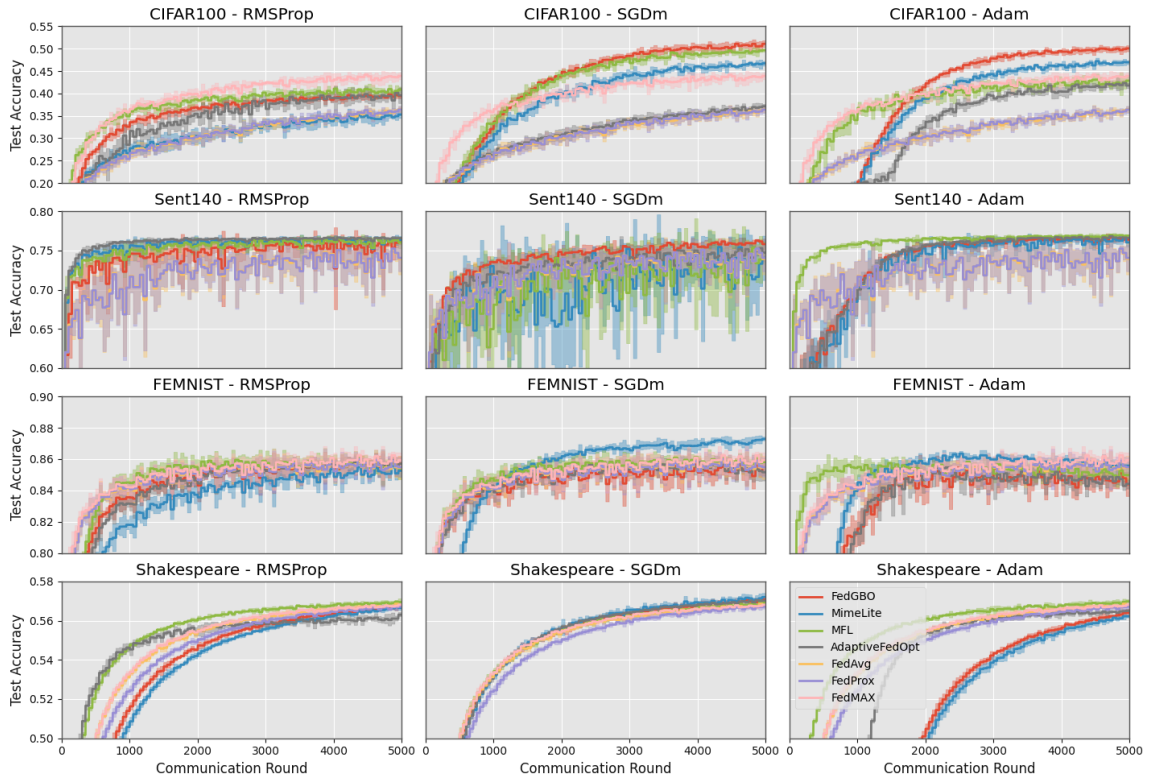 CIFAR100 - RMSProp
CIFAR100 - SGDm
CIFAR100 - Adam
Test Accuracy
0.55
0.50
0.45
0.40
0.35
0.30
0.25
0.20
Sent140 - RMSProp
Sent140 - SGDm
Sent140 - Adam
Test Accuracy
0.80
0.75
0.70
0.65
0.60
FEMNIST - RMSProp
FEMNIST - SGDm
FEMNIST - Adam
Test Accuracy
0.90
0.88
0.86
0.84
0.82
0.80
Shakespeare - RMSProp
Shakespeare - SGDm
Shakespeare - Adam
Test Accuracy
0.58
0.56
0.54
0.52
0.50
FedGBO
MimeLite
MFL
AdaptiveFedOpt
FedAvg
FedProx
FedMAX
0 1000 2000 3000 4000 5000
0 1000 2000 3000 4000 5000
0 1000 2000 3000 4000 5000
Communication Round
Communication Round
Communication Round